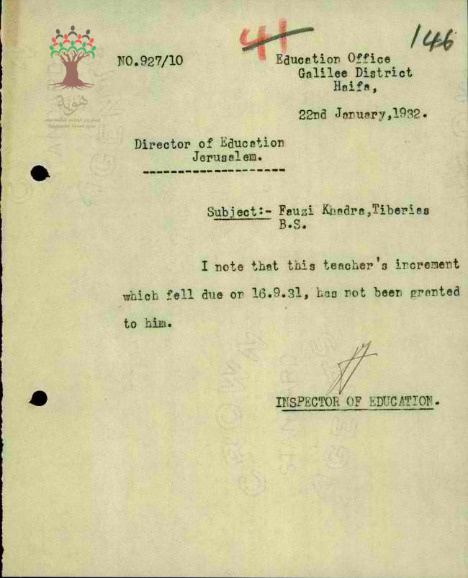 41
146
NO.927/10
Education Office
Galilee District
Haifa,
22nd January,1932.
Director of Education
Jerusalem.
Subject:- Fauzi Khadra,Tiberias
B.S.
I note that this teacher's increment
which fell due on 16.9.31, has not been granted
to him.
INSPECTOR OF EDUCATION.
هوية